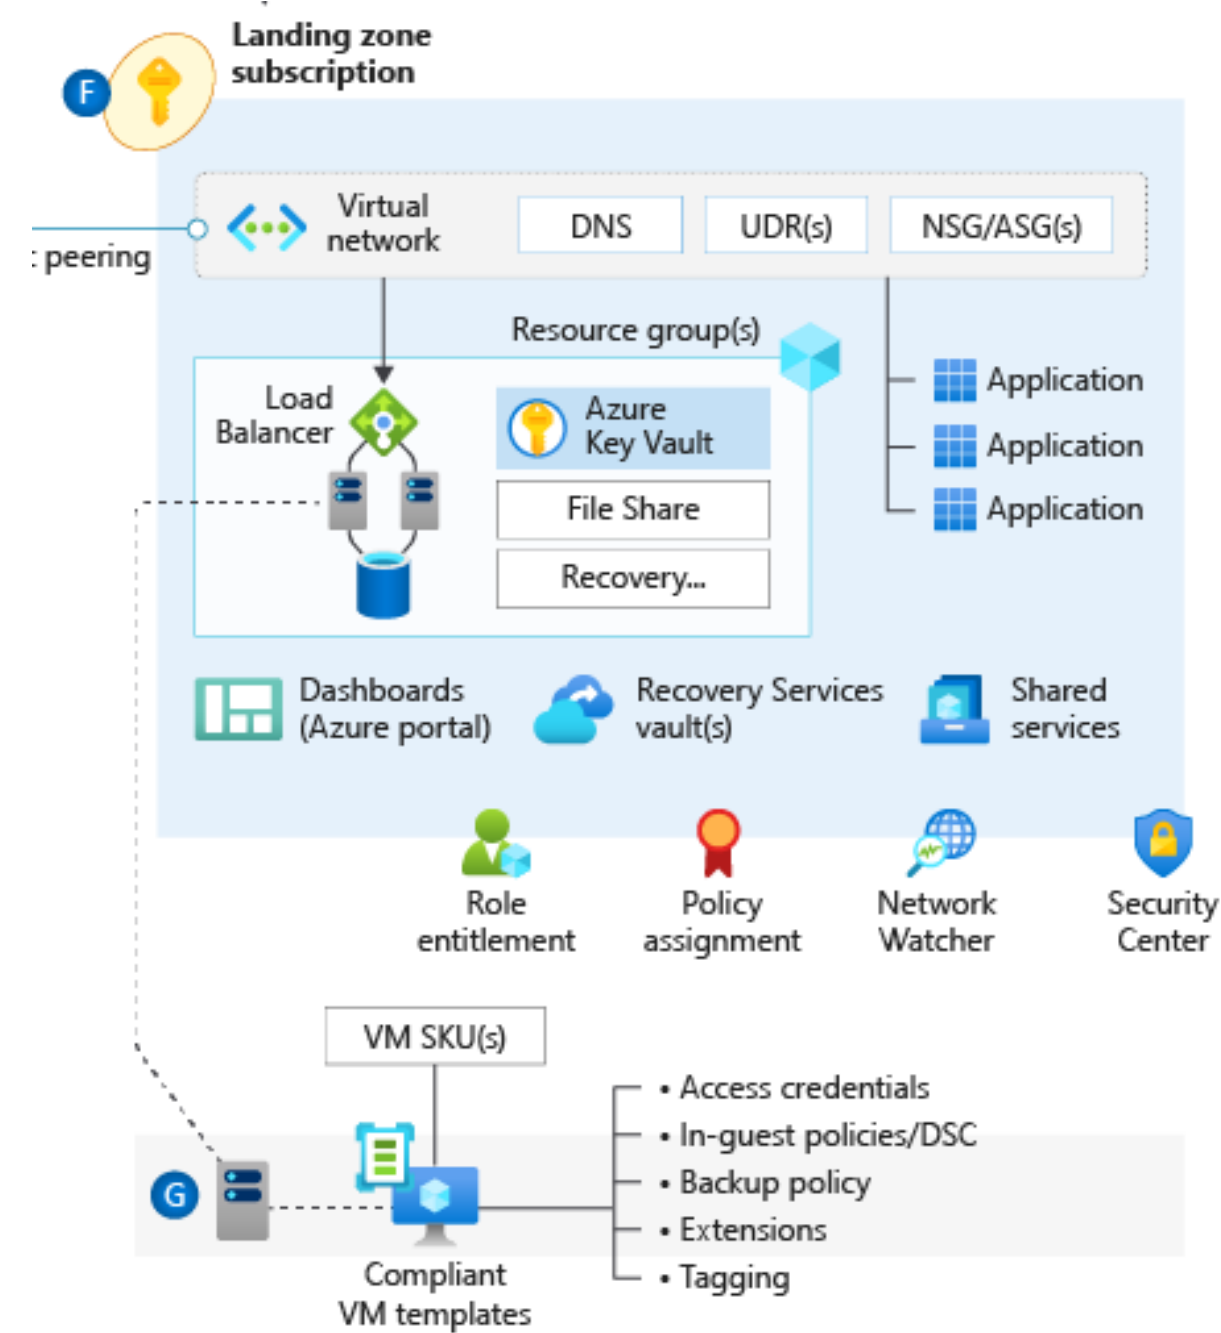 Landing zone
subscription
F
Virtual
network
DNS
UDR(s)
NSG/ASG(s)
peering
Resource group(s)
Load
Balancer
Azure
Key Vault
File Share
Recovery...
Application
Application
Application
Dashboards
(Azure portal)
Recovery Services
vault(s)
Shared
services
Role
entitlement
Policy
assignment
Network
Watcher
Security
Center
VM SKU(s)
• Access credentials
• In-guest policies/DSC
• Backup policy
• Extensions
• Tagging
G
Compliant
VM templates